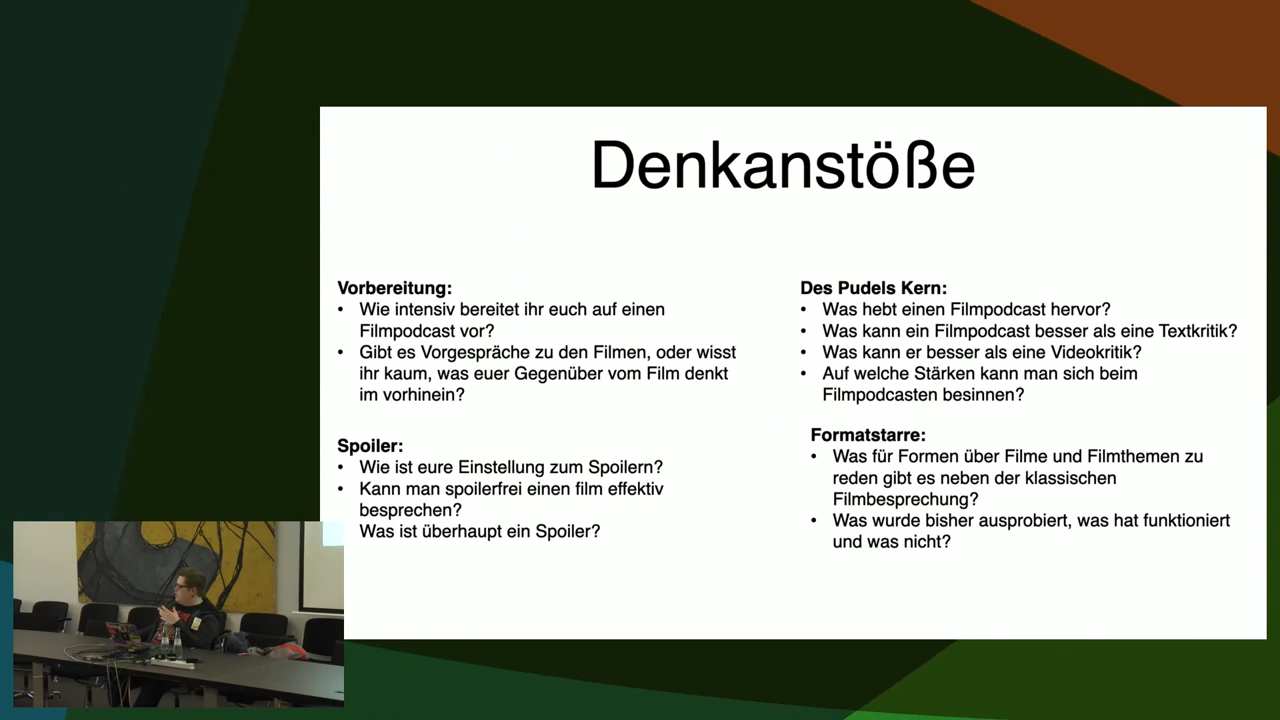 Denkanstöße
Vorbereitung:
• Wie intensiv bereitet ihr euch auf einen
Filmpodcast vor?
• Gibt es Vorgespräche zu den Filmen, oder wisst
ihr kaum, was euer Gegenüber vom Film denkt
im vorhinein?
Spoiler:
• Wie ist eure Einstellung zum Spoilern?
• Kann man spoilerfrei einen film effektiv
besprechen?
Was ist überhaupt ein Spoiler?
Des Pudels Kern:
• Was hebt einen Filmpodcast hervor?
• Was kann ein Filmpodcast besser als eine Textkritik?
• Was kann er besser als eine Videokritik?
• Auf welche Stärken kann man sich beim
Filmpodcasten besinnen?
Formatstarre:
• Was für Formen über Filme und Filmthemen zu
reden gibt es neben der klassischen
Filmbesprechung?
• Was wurde bisher ausprobiert, was hat funktioniert
und was nicht?